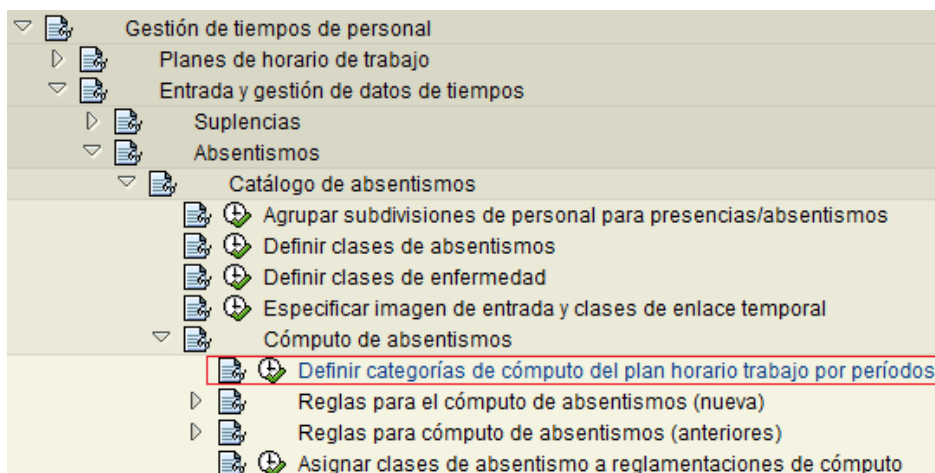 Gestión de tiempos de personal
Planes de horario de trabajo
Entrada y gestión de datos de tiempos
Suplencias
Absentismos
Catálogo de absentismos
Agrupar subdivisiones de personal para presencias/absentismos
Definir clases de absentismos
Definir clases de enfermedad
Especificar imagen de entrada y clases de enlace temporal
Cómputo de absentismos
Definir categorías de cómputo del plan horario trabajo por períodos
Reglas para el cómputo de absentismos (nueva)
Reglas para cómputo de absentismos (anteriores)
Asignar clases de absentismo a reglamentaciones de cómputo